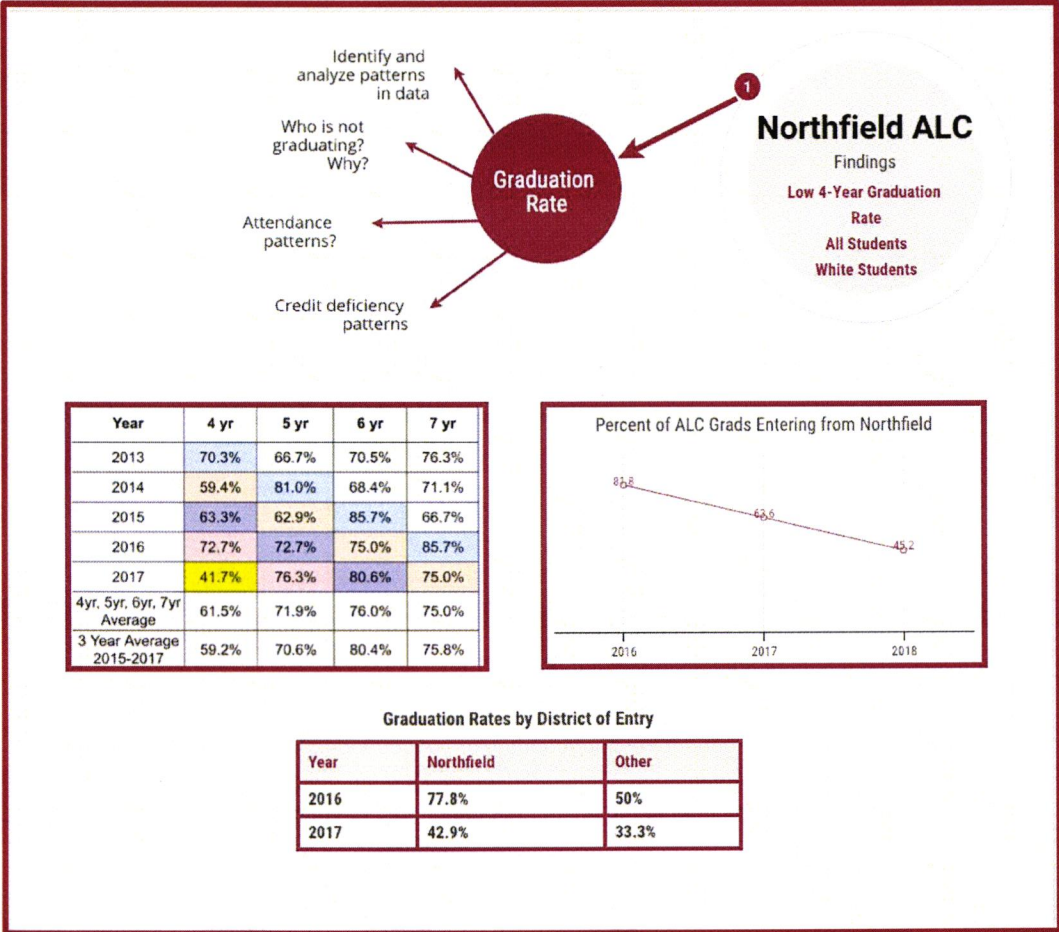 Identify and
analyze patterns
in data
Who is not
graduating?
Why?
Attendance
patterns?
Credit deficiency
patterns
Graduation
Rate
1
Northfield ALC
Findings
Low 4-Year Graduation
Rate
All Students
White Students
Year 4 yr 5 yr 6 yr 7 yr
2013 70.3% 66.7% 70.5% 76.3%
2014 59.4% 81.0% 68.4% 71.1%
2015 63.3% 62.9% 85.7% 66.7%
2016 72.7% 72.7% 75.0% 85.7%
2017 41.7% 76.3% 80.6% 75.0%
4yr, 5yr, 6yr, 7yr
Average 61.5% 71.9% 76.0% 75.0%
3 Year Average
2015-2017 59.2% 70.6% 80.4% 75.8%
Percent of ALC Grads Entering from Northfield
81.8
63.6
45.2
2016 2017 2018
Graduation Rates by District of Entry
Year Northfield Other
2016 77.8% 50%
2017 42.9% 33.3%